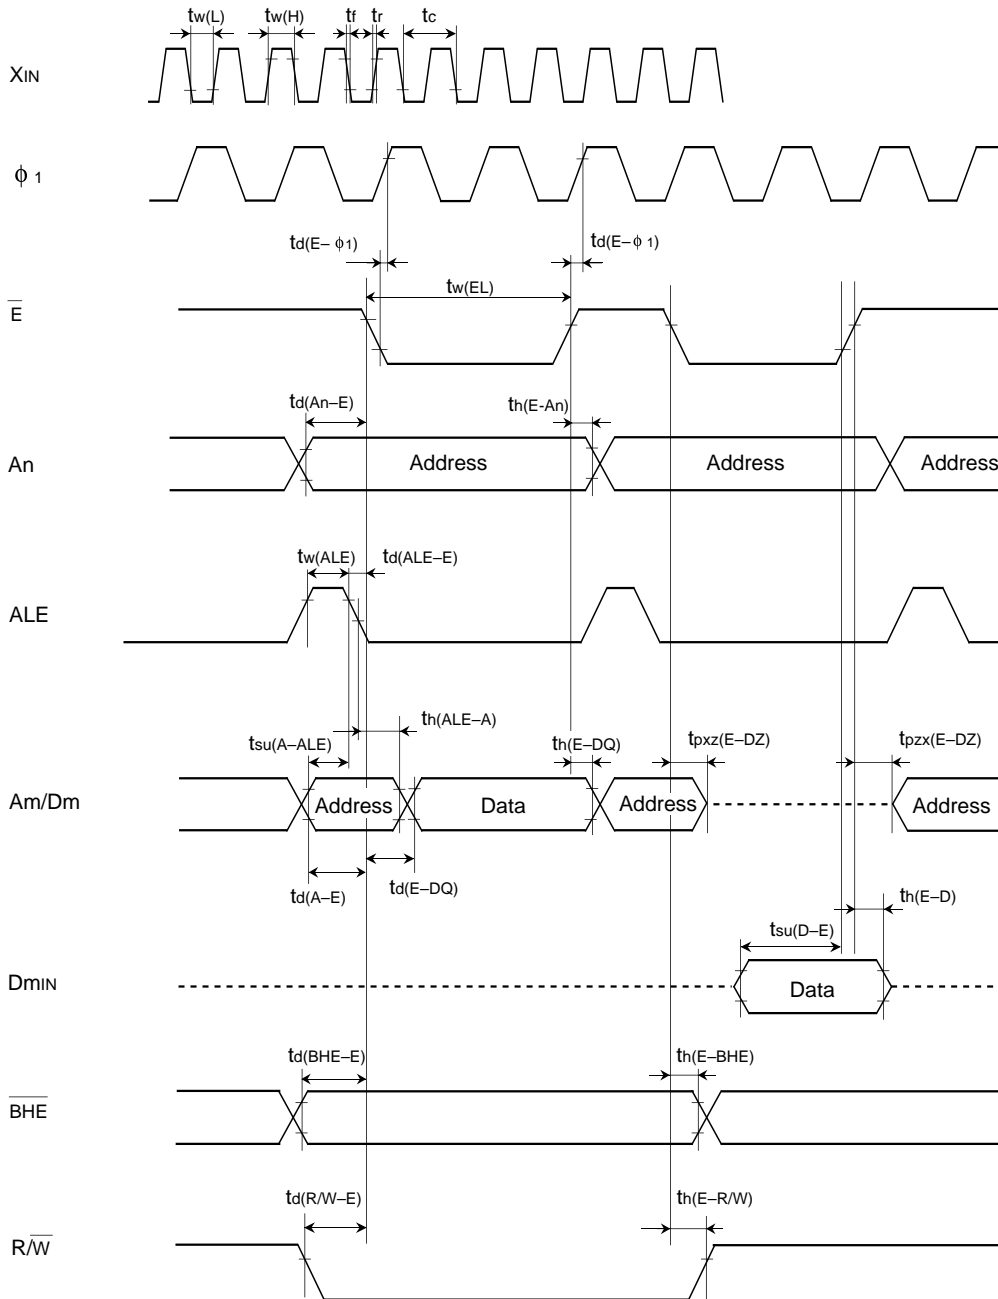 tw(L) tw(H) tf tr tc
XIN
ϕ 1
td(E–ϕ1) td(E–ϕ1)
tw(EL)
E
td(An–E) th(E-An)
An Address Address Address
tw(ALE) td(ALE–E)
ALE
th(ALE–A)
tsu(A–ALE) th(E–DQ) tpxz(E–DZ) tpzx(E–DZ)
Am/Dm Address Data Address Address
td(A–E) td(E–DQ) th(E–D)
tsu(D–E)
DmIN Data
td(BHE–E) th(E–BHE)
BHE
td(R/W–E) th(E–R/W)
R/W